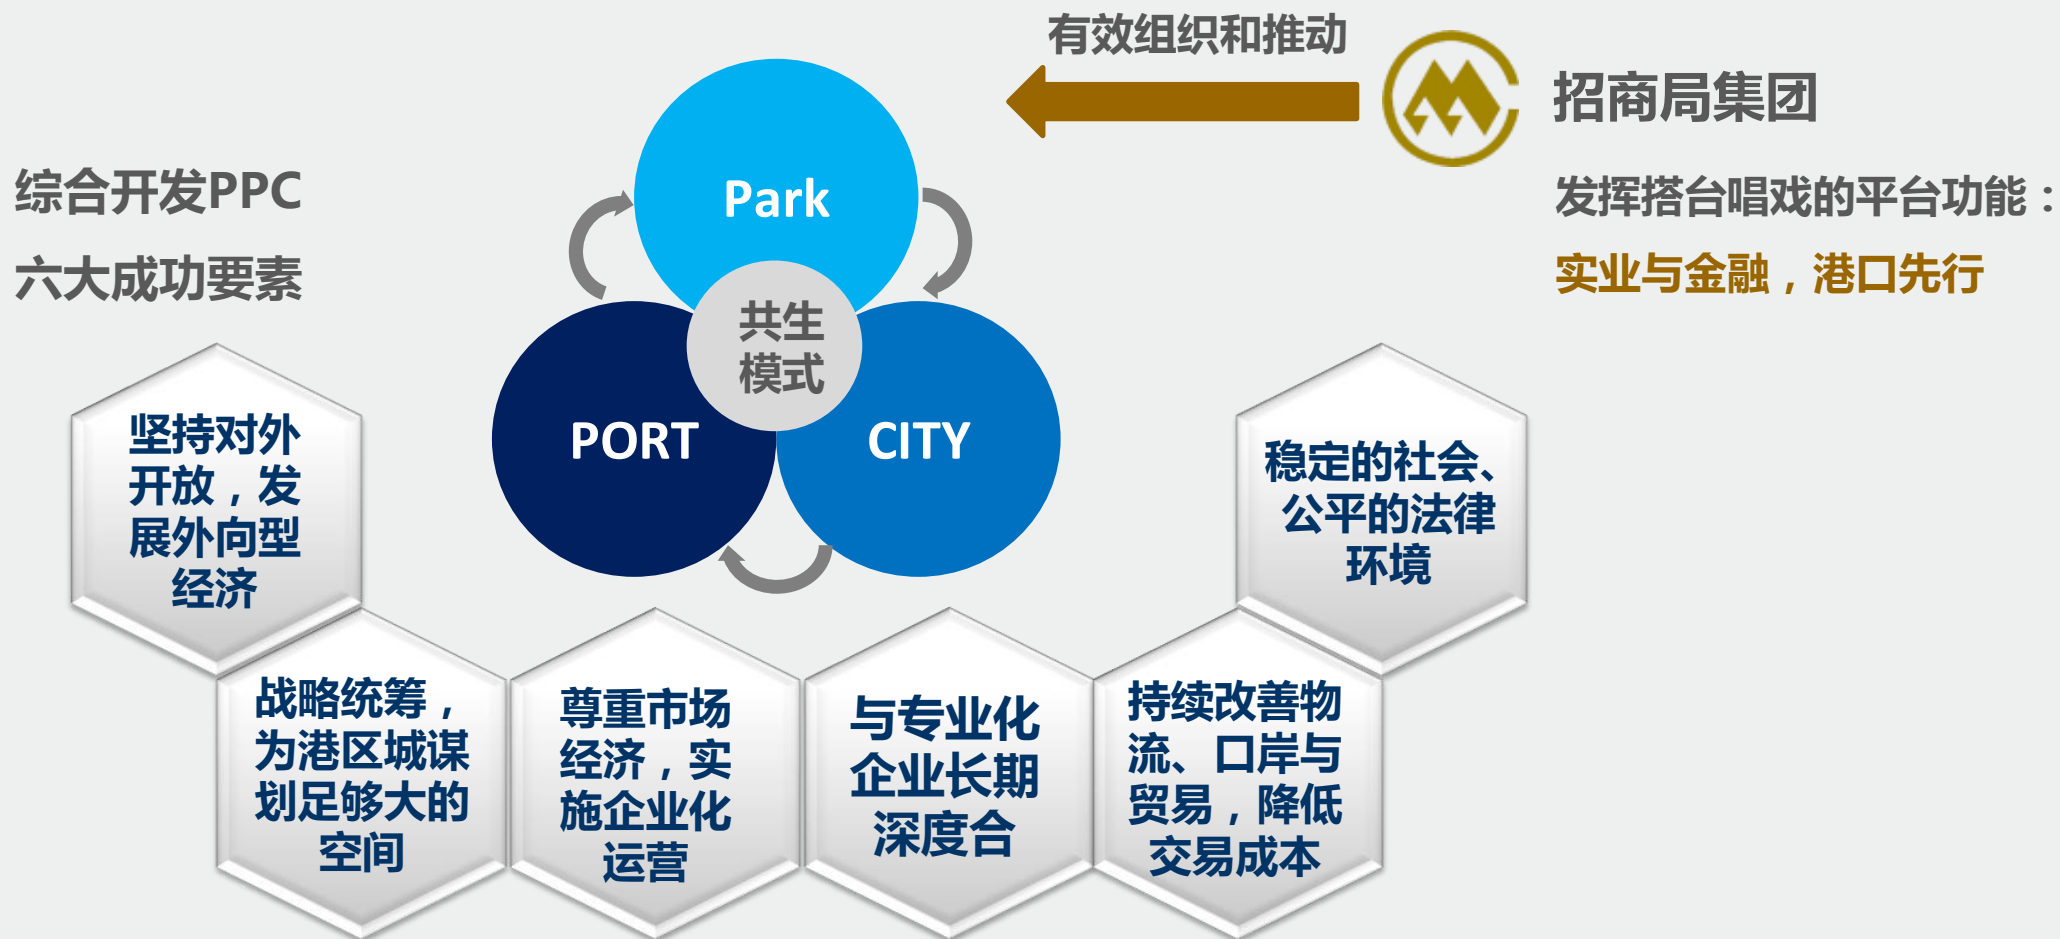 有效组织和推动
招商局集团
发挥搭台唱戏的平台功能：
实业与金融，港口先行
综合开发PPC
六大成功要素
Park
共生
模式
PORT
CITY
坚持对外
开放，发
展外向型
经济
战略统筹，
为港区城谋
划足够大的
空间
尊重市场
经济，实
施企业化
运营
与专业化
企业长期
深度合
持续改善物
流、口岸与
贸易，降低
交易成本
稳定的社会、
公平的法律
环境